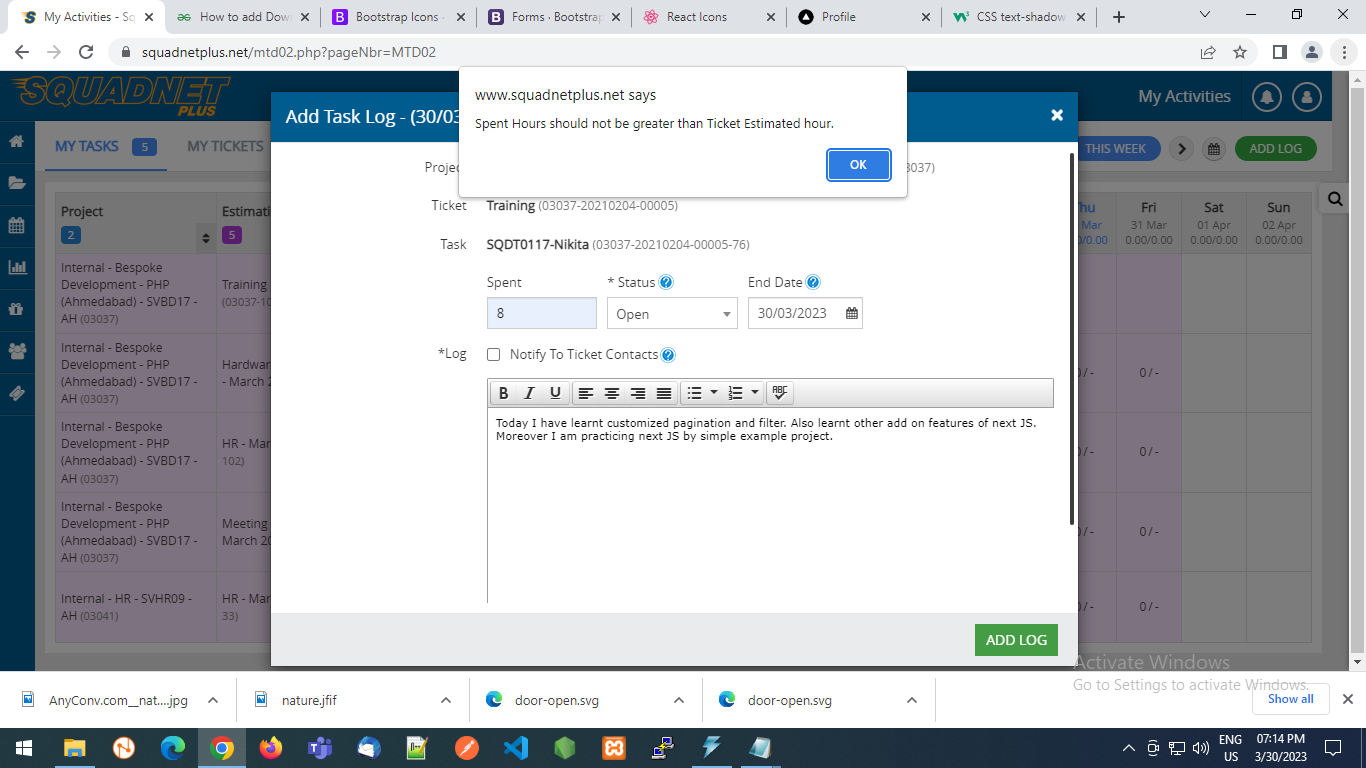 My Activities - Sq
How to add Dow
Bootstrap Icons ·
Forms · Bootstrap
React Icons
Profile
CSS text-shadow
squadnetplus.net/mtd02.php?pageNbr=MTD02
SQUADNET
PLUS
My Activities
www.squadnetplus.net says
Spent Hours should not be greater than Ticket Estimated hour.
OK
Add Task Log - (30/03
MY TASKS 5
MY TICKETS
THIS WEEK
ADD LOG
Project
2
Estimati
5
Thu
Mar
0/0.00
Fri
31 Mar
0.00/0.00
Sat
01 Apr
0.00/0.00
Sun
02 Apr
0.00/0.00
Internal - Bespoke
Development - PHP
(Ahmedabad) - SVBD17 -
AH (03037)
Training
(03037-10
Internal - Bespoke
Development - PHP
(Ahmedabad) - SVBD17 -
AH (03037)
Hardwar
- March 2
0 / -
0 / -
Internal - Bespoke
Development - PHP
(Ahmedabad) - SVBD17 -
AH (03037)
HR - Mar
102)
0 / -
0 / -
Internal - Bespoke
Development - PHP
(Ahmedabad) - SVBD17 -
AH (03037)
Meeting
March 20
0 / -
0 / -
Internal - HR - SVHR09 -
AH (03041)
HR - Mar
33)
0 / -
0 / -
Projec
3037)
Ticket
Training (03037-20210204-00005)
Task
SQDT0117-Nikita (03037-20210204-00005-76)
Spent
* Status
End Date
8
Open
30/03/2023
*Log
Notify To Ticket Contacts
B I U
ABC
Today I have learnt customized pagination and filter. Also learnt other add on features of next JS.
Moreover I am practicing next JS by simple example project.
ADD LOG
Activate Windows
Go to Settings to activate Windows.
AnyConv.com__nat....jpg
nature.jfif
door-open.svg
door-open.svg
Show all
ENG
US
07:14 PM
3/30/2023